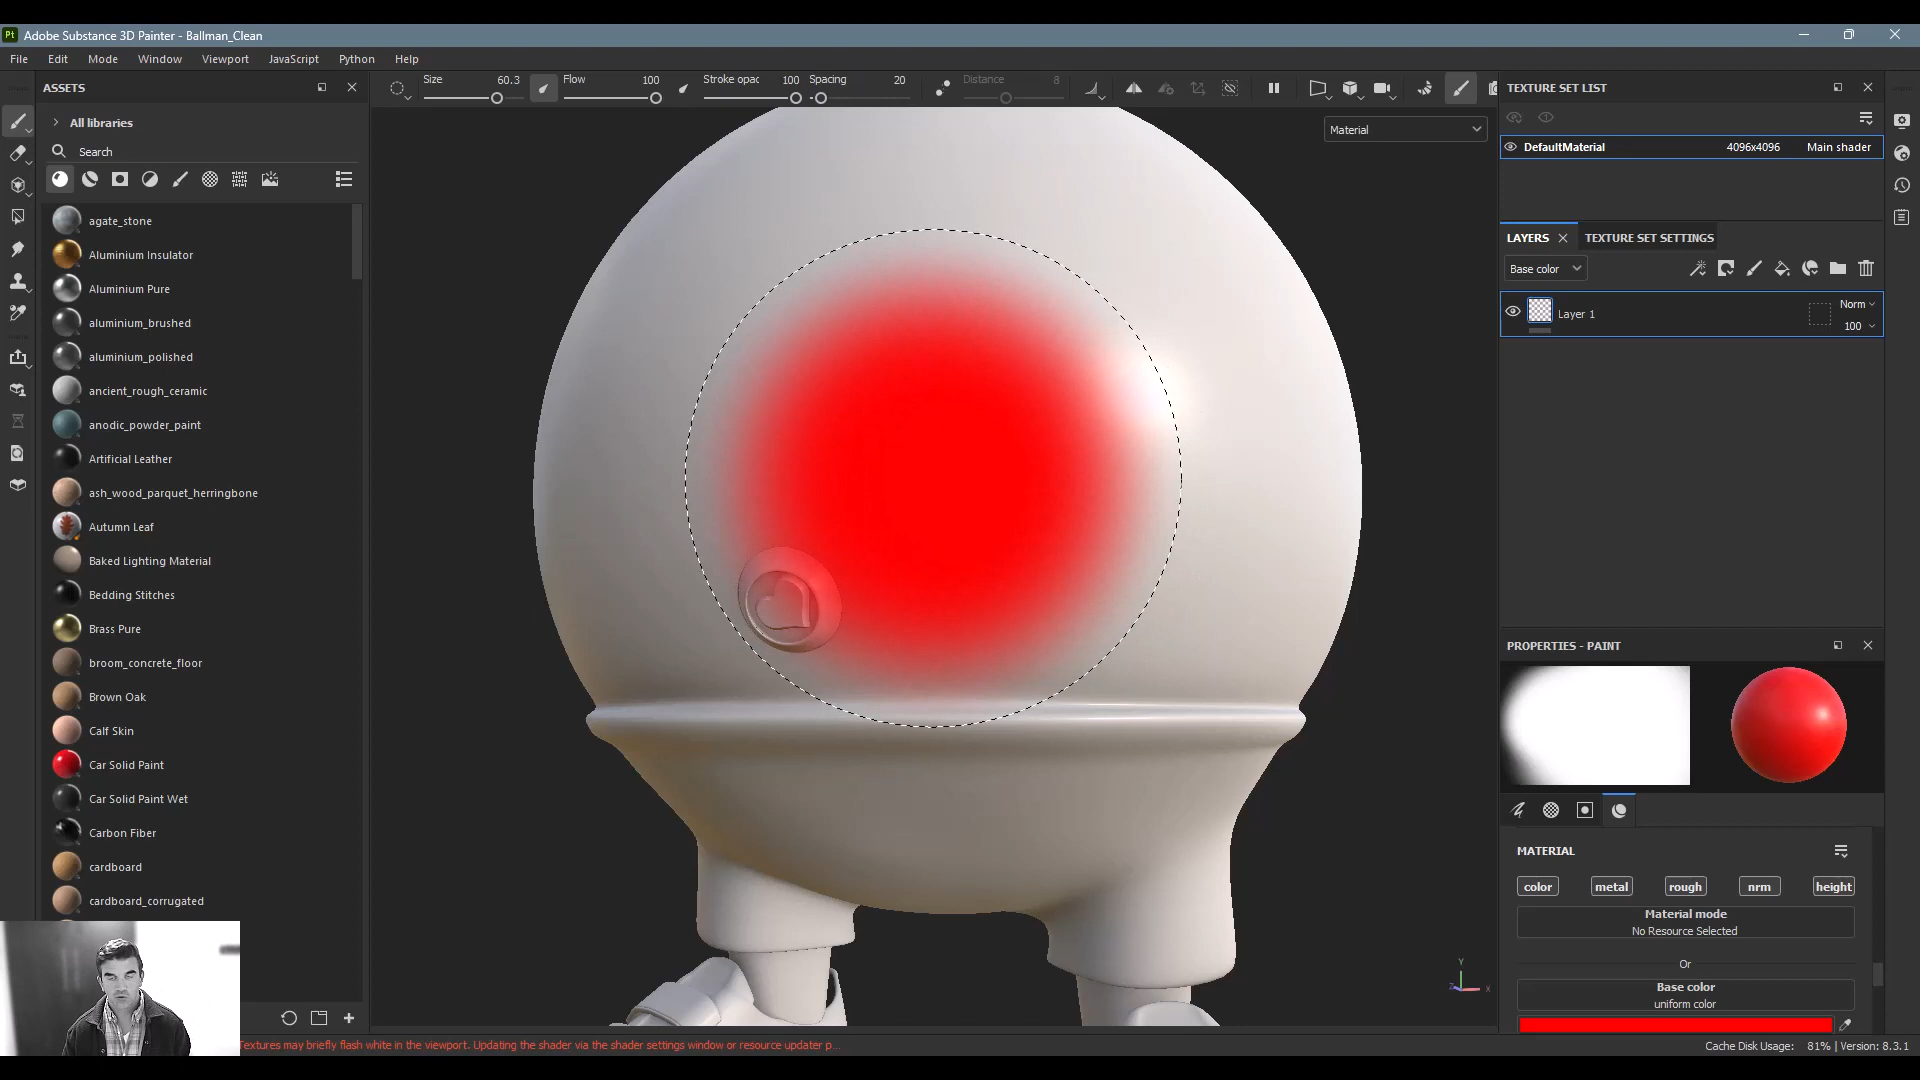 Pt Adobe Substance 3D Painter - Ballman_Clean
File Edit Mode Window Viewport JavaScript Python Help
ASSETS
All libraries
Search
agate_stone
Aluminium Insulator
Aluminium Pure
aluminium_brushed
aluminium_polished
ancient_rough_ceramic
anodic_powder_paint
Artificial Leather
ash_wood_parquet_herringbone
Autumn Leaf
Baked Lighting Material
Bedding Stitches
Brass Pure
broom_concrete_floor
Brown Oak
Calf Skin
Car Solid Paint
Car Solid Paint Wet
Carbon Fiber
cardboard
cardboard_corrugated
Size 60.3 Flow 100 Stroke opac 100 Spacing 20 Distance 8
Material
Y
Z X
TEXTURE SET LIST
DefaultMaterial 4096x4096 Main shader
LAYERS TEXTURE SET SETTINGS
Base color
Layer 1 Norm
100
PROPERTIES - PAINT
MATERIAL
color metal rough nrm height
Material mode
No Resource Selected
Or
Base color
uniform color
Textures may briefly flash white in the viewport. Updating the shader via the shader settings window or resource updater p...
Cache Disk Usage: 81% | Version: 8.3.1